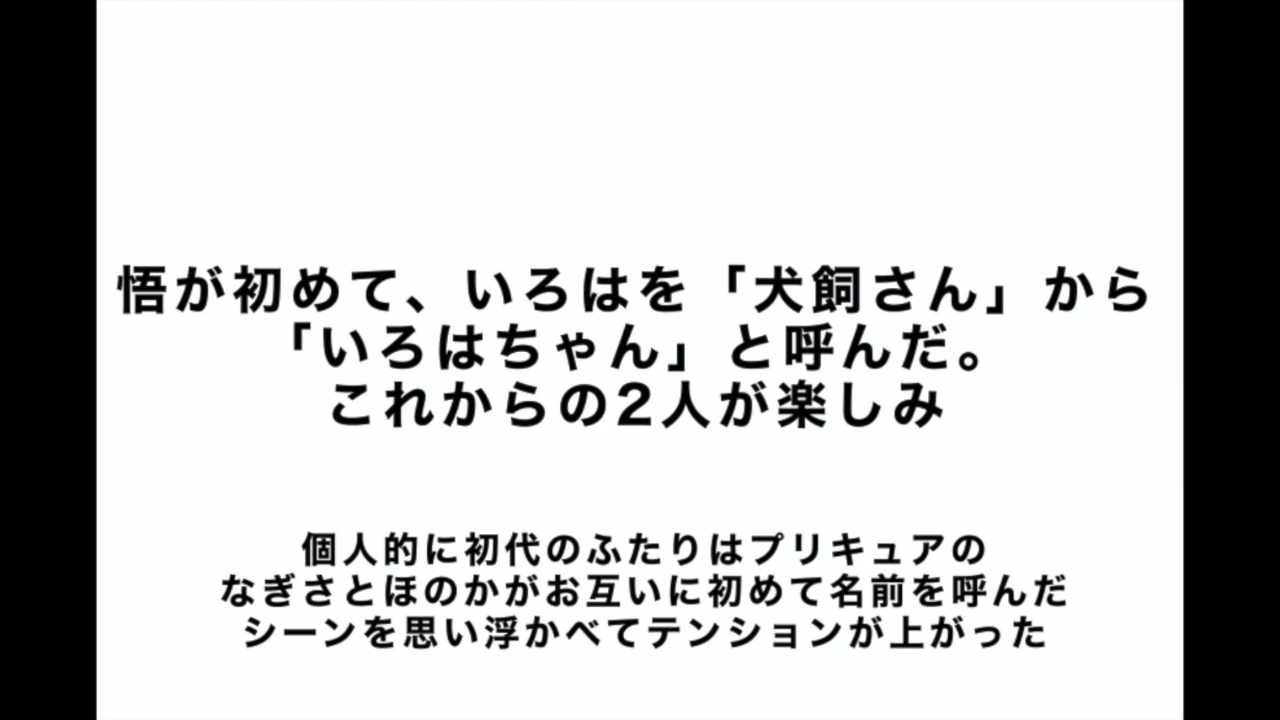 悟が初めて、いろはを「犬飼さん」から
「いろはちゃん」と呼んだ。
これからの2人が楽しみ
個人的に初代のふたりはプリキュアの
なぎさとほのかがお互いに初めて名前を呼んだ
シーンを思い浮かべてテンションが上がった